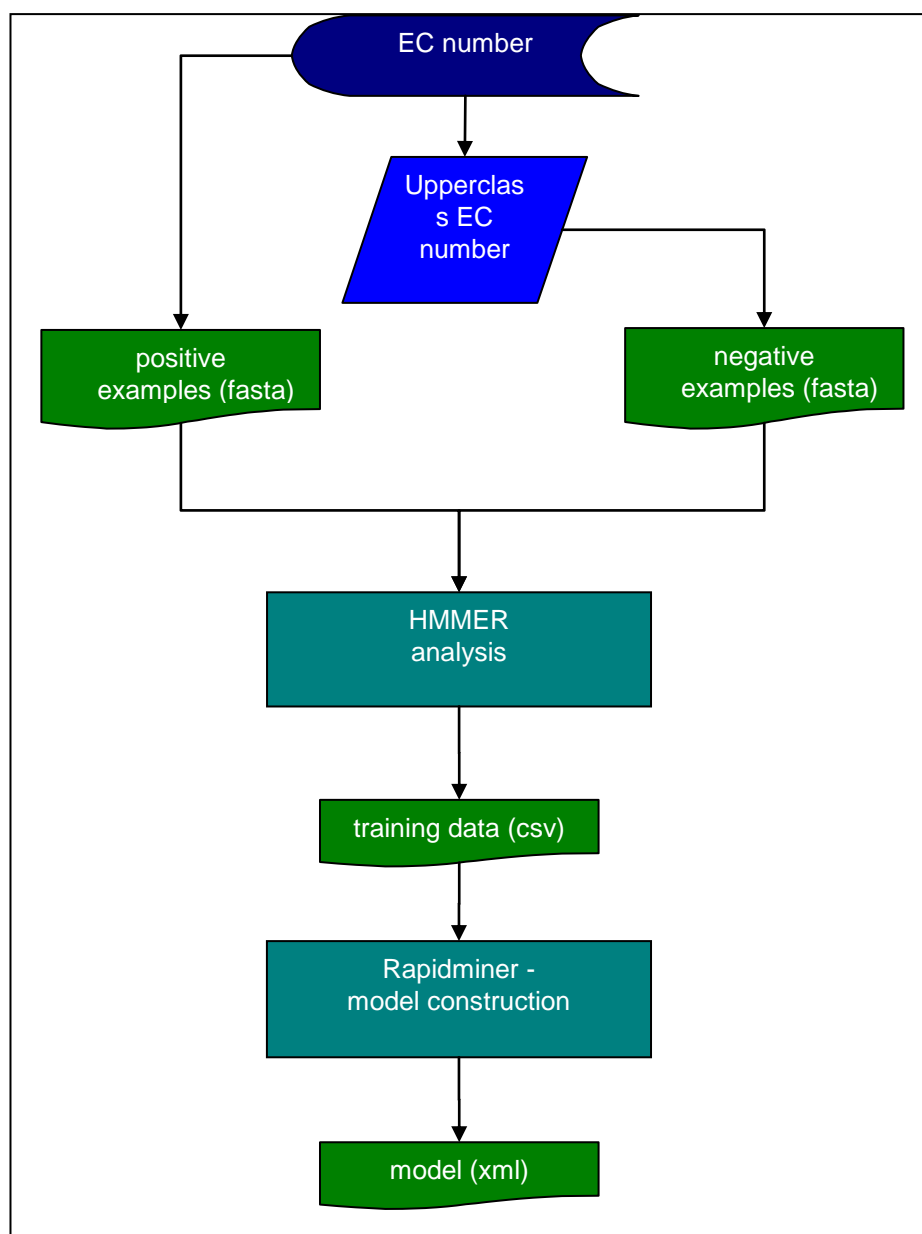 EC number
Upperclas
s EC
number
positive
examples (fasta)
negative
examples (fasta)
HMMER
analysis
training data (csv)
Rapidminer -
model construction
model (xml)